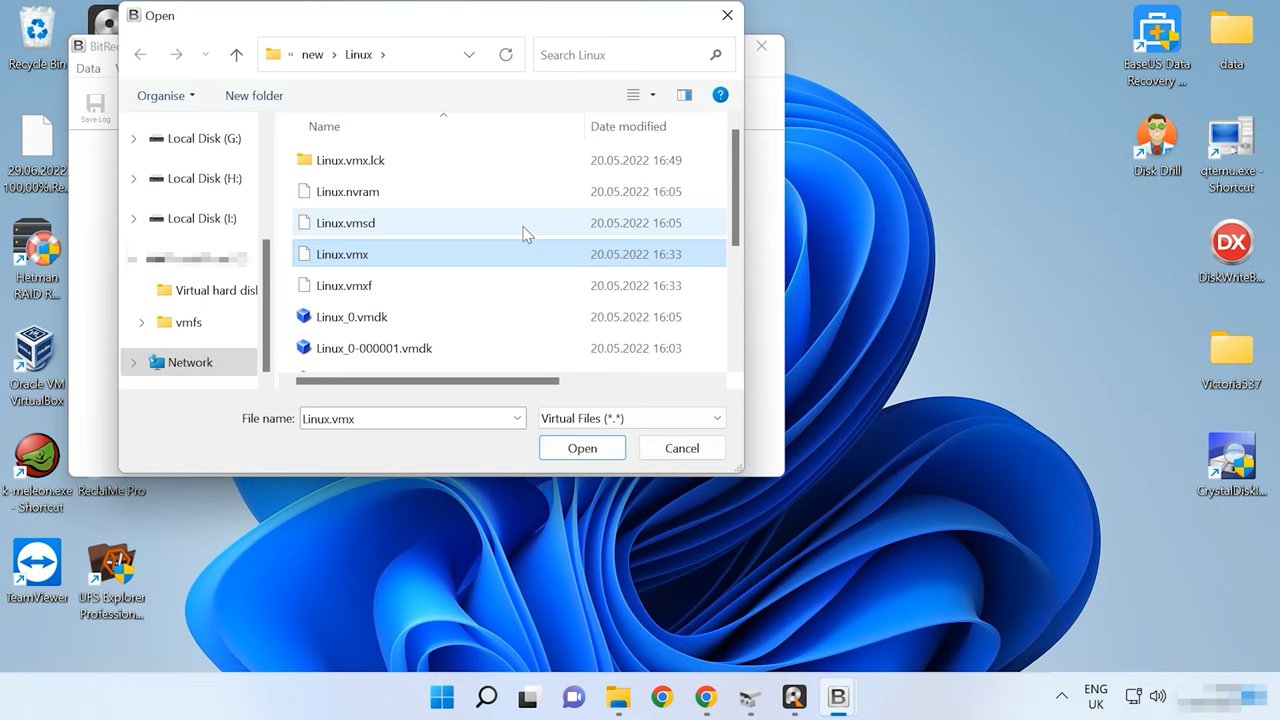 Recycle Bin
29.06.2022
100,00%.Re...
Hetman
RAID R...
Oracle VM
VirtualBox
k-meleon.exe
- Shortcut
ReclaiMe Pro
TeamViewer
UFS Explorer
Profession...
Data
Save Log
Open
« new › Linux ›
Search Linux
Organise
New folder
Local Disk (G:)
Local Disk (H:)
Local Disk (I:)
Virtual hard disl
vmfs
Network
Name
Date modified
Linux.vmx.lck
20.05.2022 16:49
Linux.nvram
20.05.2022 16:05
Linux.vmsd
20.05.2022 16:05
Linux.vmx
20.05.2022 16:33
Linux.vmxf
20.05.2022 16:33
Linux_0.vmdk
20.05.2022 16:05
Linux_0-000001.vmdk
20.05.2022 16:03
File name:
Linux.vmx
Virtual Files (*.*)
Open
Cancel
EaseUS Data
Recovery ...
data
Disk Drill
qtemu.exe -
Shortcut
DX
DiskWriteB...
Victoria537
CrystalDiskI...
ENG
UK